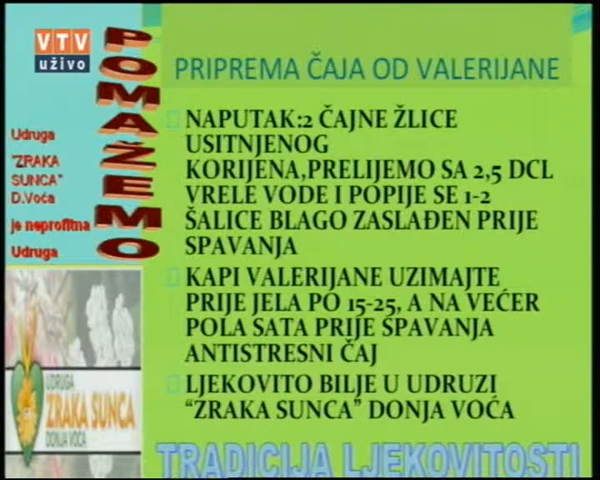 VTV
uživo
POMAŽEMO
Udruga
"ZRAKA
SUNCA"
D.Voća
je neprofitna
Udruga
UDRUGA
ZRAKA SUNCA
DONJA VOĆA
PRIPREMA ČAJA OD VALERIJANE
NAPUTAK:2 ČAJNE ŽLICE
USITNJENOG
KORIJENA,PRELIJEMO SA 2,5 DCL
VRELE VODE I POPIJE SE 1-2
ŠALICE BLAGO ZASLAĐEN PRIJE
SPAVANJA
KAPI VALERIJANE UZIMAJTE
PRIJE JELA PO 15-25, A NA VEĆER
POLA SATA PRIJE SPAVANJA
ANTISTRESNI ČAJ
LJEKOVITO BILJE U UDRUZI
“ZRAKA SUNCA” DONJA VOĆA
TRADICIJA LJEKOVITOSTI